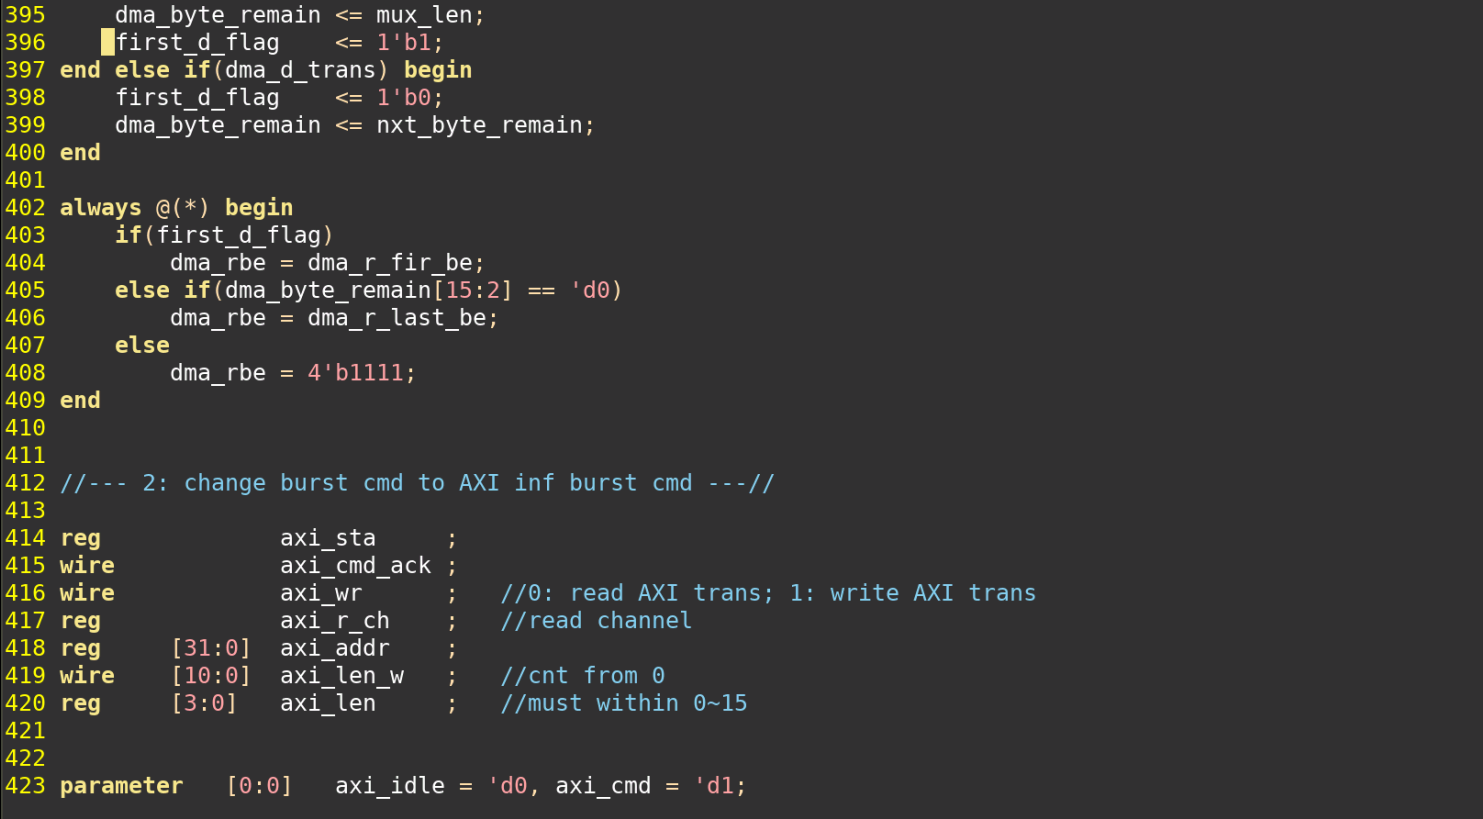 395     dma_byte_remain <= mux_len;
396     first_d_flag    <= 1'b1;
397 end else if(dma_d_trans) begin
398     first_d_flag    <= 1'b0;
399     dma_byte_remain <= nxt_byte_remain;
400 end
401
402 always @(*) begin
403     if(first_d_flag)
404         dma_rbe = dma_r_fir_be;
405     else if(dma_byte_remain[15:2] == 'd0)
406         dma_rbe = dma_r_last_be;
407     else
408         dma_rbe = 4'b1111;
409 end
410
411
412 //--- 2: change burst cmd to AXI inf burst cmd ---//
413
414 reg             axi_sta     ;
415 wire            axi_cmd_ack ;
416 wire            axi_wr      ;   //0: read AXI trans; 1: write AXI trans
417 reg             axi_r_ch    ;   //read channel
418 reg     [31:0]  axi_addr    ;
419 wire    [10:0]  axi_len_w   ;   //cnt from 0
420 reg     [3:0]   axi_len     ;   //must within 0~15
421
422
423 parameter   [0:0]   axi_idle = 'd0, axi_cmd = 'd1;